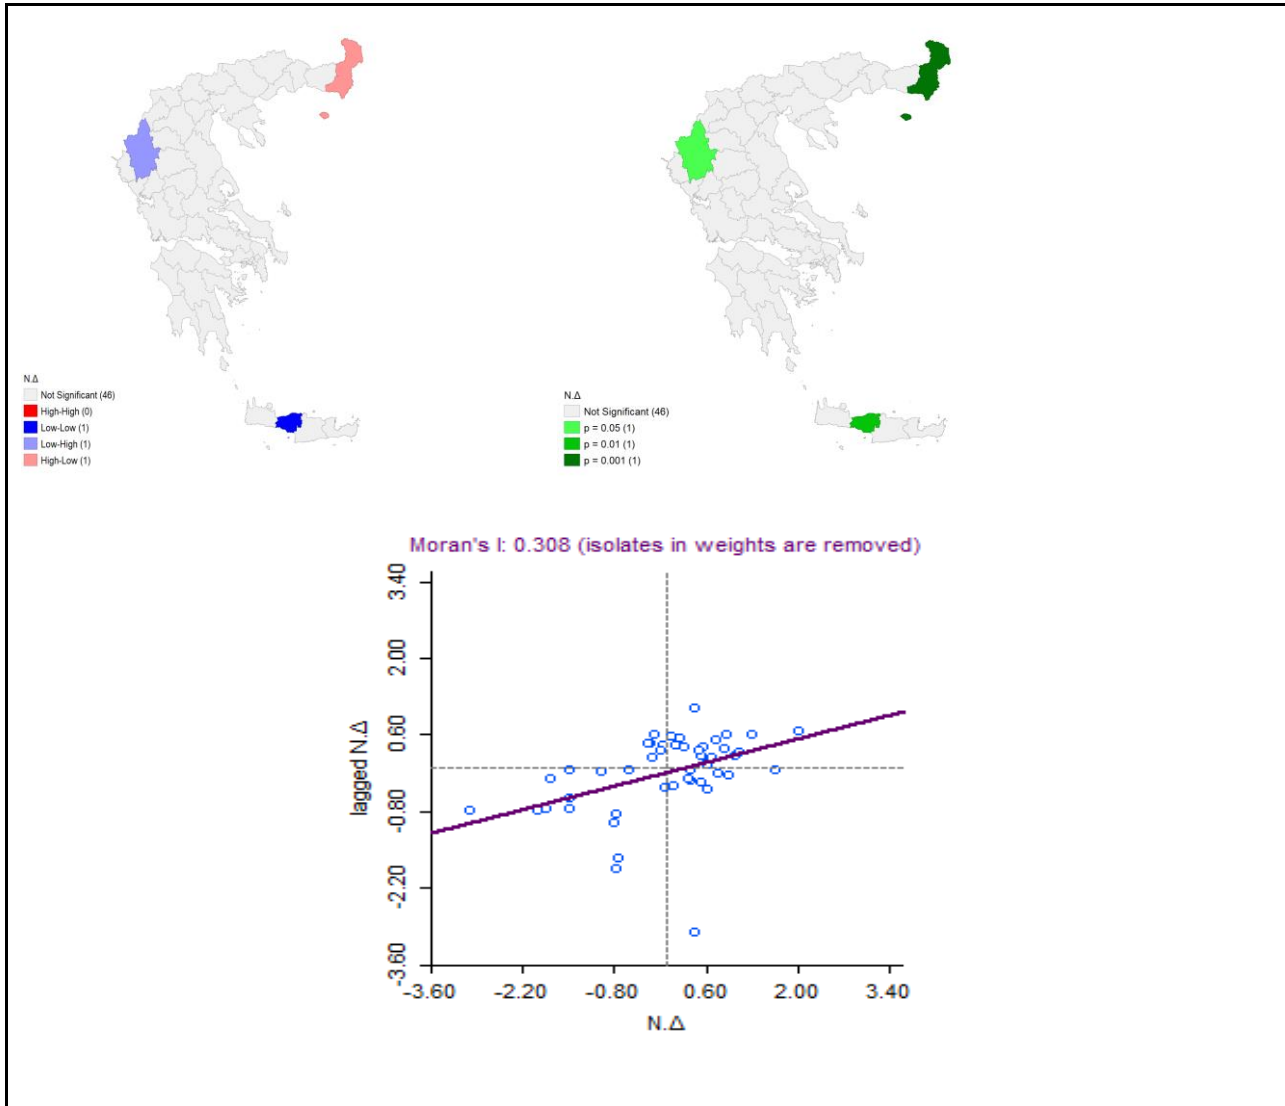 N.Δ
Not Significant (46)
High-High (0)
Low-Low (1)
Low-High (1)
High-Low (1)
N.Δ
Not Significant (46)
p = 0.05 (1)
p = 0.01 (1)
p = 0.001 (1)
Moran's I: 0.308 (isolates in weights are removed)
3.40
2.00
0.60
-0.80
-2.20
-3.60
lagged N.Δ
-3.60 -2.20 -0.80 0.60 2.00 3.40
N.Δ